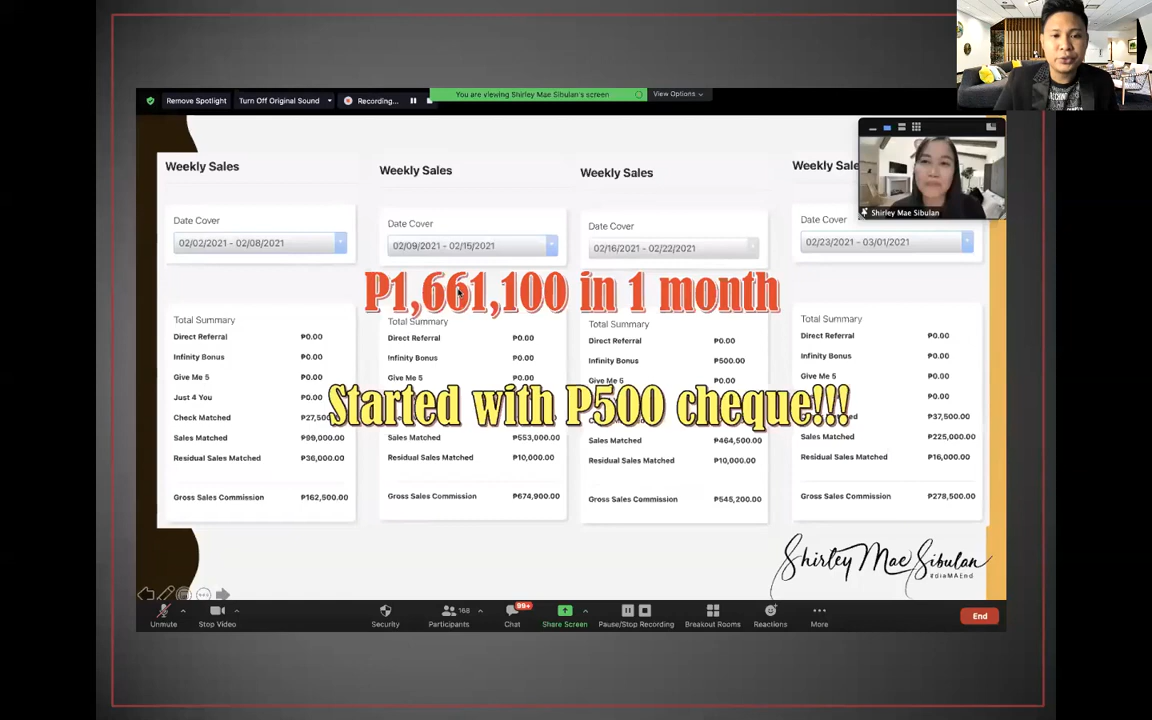 Remove Spotlight
Turn Off Original Sound
Recording...
You are viewing Shirley Mae Sibulan's screen
View Options
Weekly Sales
Date Cover
02/02/2021 - 02/08/2021
Total Summary
Direct Referral ₱0.00
Infinity Bonus ₱0.00
Give Me 5 ₱0.00
Just 4 You ₱0.00
Check Matched ₱27,500
Sales Matched ₱99,000.00
Residual Sales Matched ₱36,000.00
Gross Sales Commission ₱162,500.00
Weekly Sales
Date Cover
02/09/2021 - 02/15/2021
Total Summary
Direct Referral ₱0.00
Infinity Bonus ₱0.00
Give Me 5 ₱0.00
₱553,000.00
Residual Sales Matched ₱10,000.00
Gross Sales Commission ₱674,900.00
Weekly Sales
Date Cover
02/16/2021 - 02/22/2021
Total Summary
Direct Referral ₱0.00
Infinity Bonus ₱500.00
₱0.00
Sales Matched ₱464,500.00
Residual Sales Matched ₱10,000.00
Gross Sales Commission ₱545,200.00
Weekly Sale
Date Cover
02/23/2021 - 03/01/2021
Total Summary
Direct Referral ₱0.00
Infinity Bonus ₱0.00
Give Me 5 ₱0.00
₱0.00
₱37,500.00
Sales Matched ₱225,000.00
Residual Sales Matched ₱16,000.00
Gross Sales Commission ₱278,500.00
P1,661,100 in 1 month
Started with P500 cheque!!!
Shirley Mae Sibulan
Shirley Mae Sibulan
#diaMAEnd
Unmute
Stop Video
Security
Participants 168
Chat 99+
Share Screen
Pause/Stop Recording
Breakout Rooms
Reactions
More
End